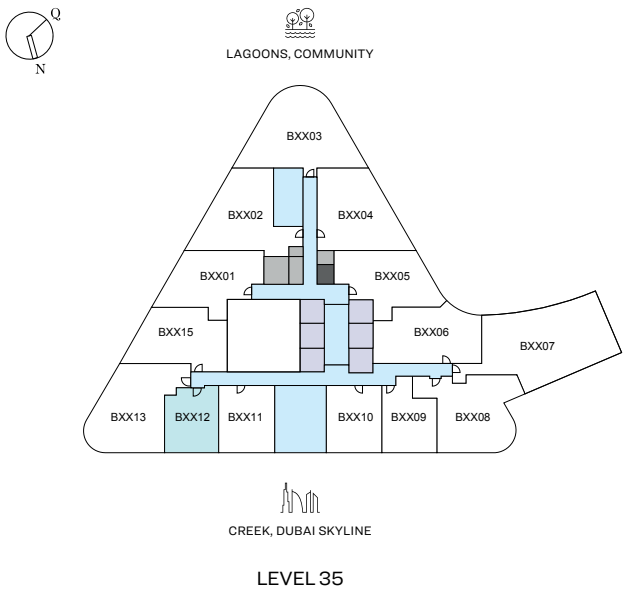 Q
N
LAGOONS, COMMUNITY
BXX03
BXX02 BXX04
BXX01 BXX05
BXX15 BXX06
BXX07
BXX13 BXX12 BXX11 BXX10 BXX09 BXX08
CREEK, DUBAI SKYLINE
LEVEL 35